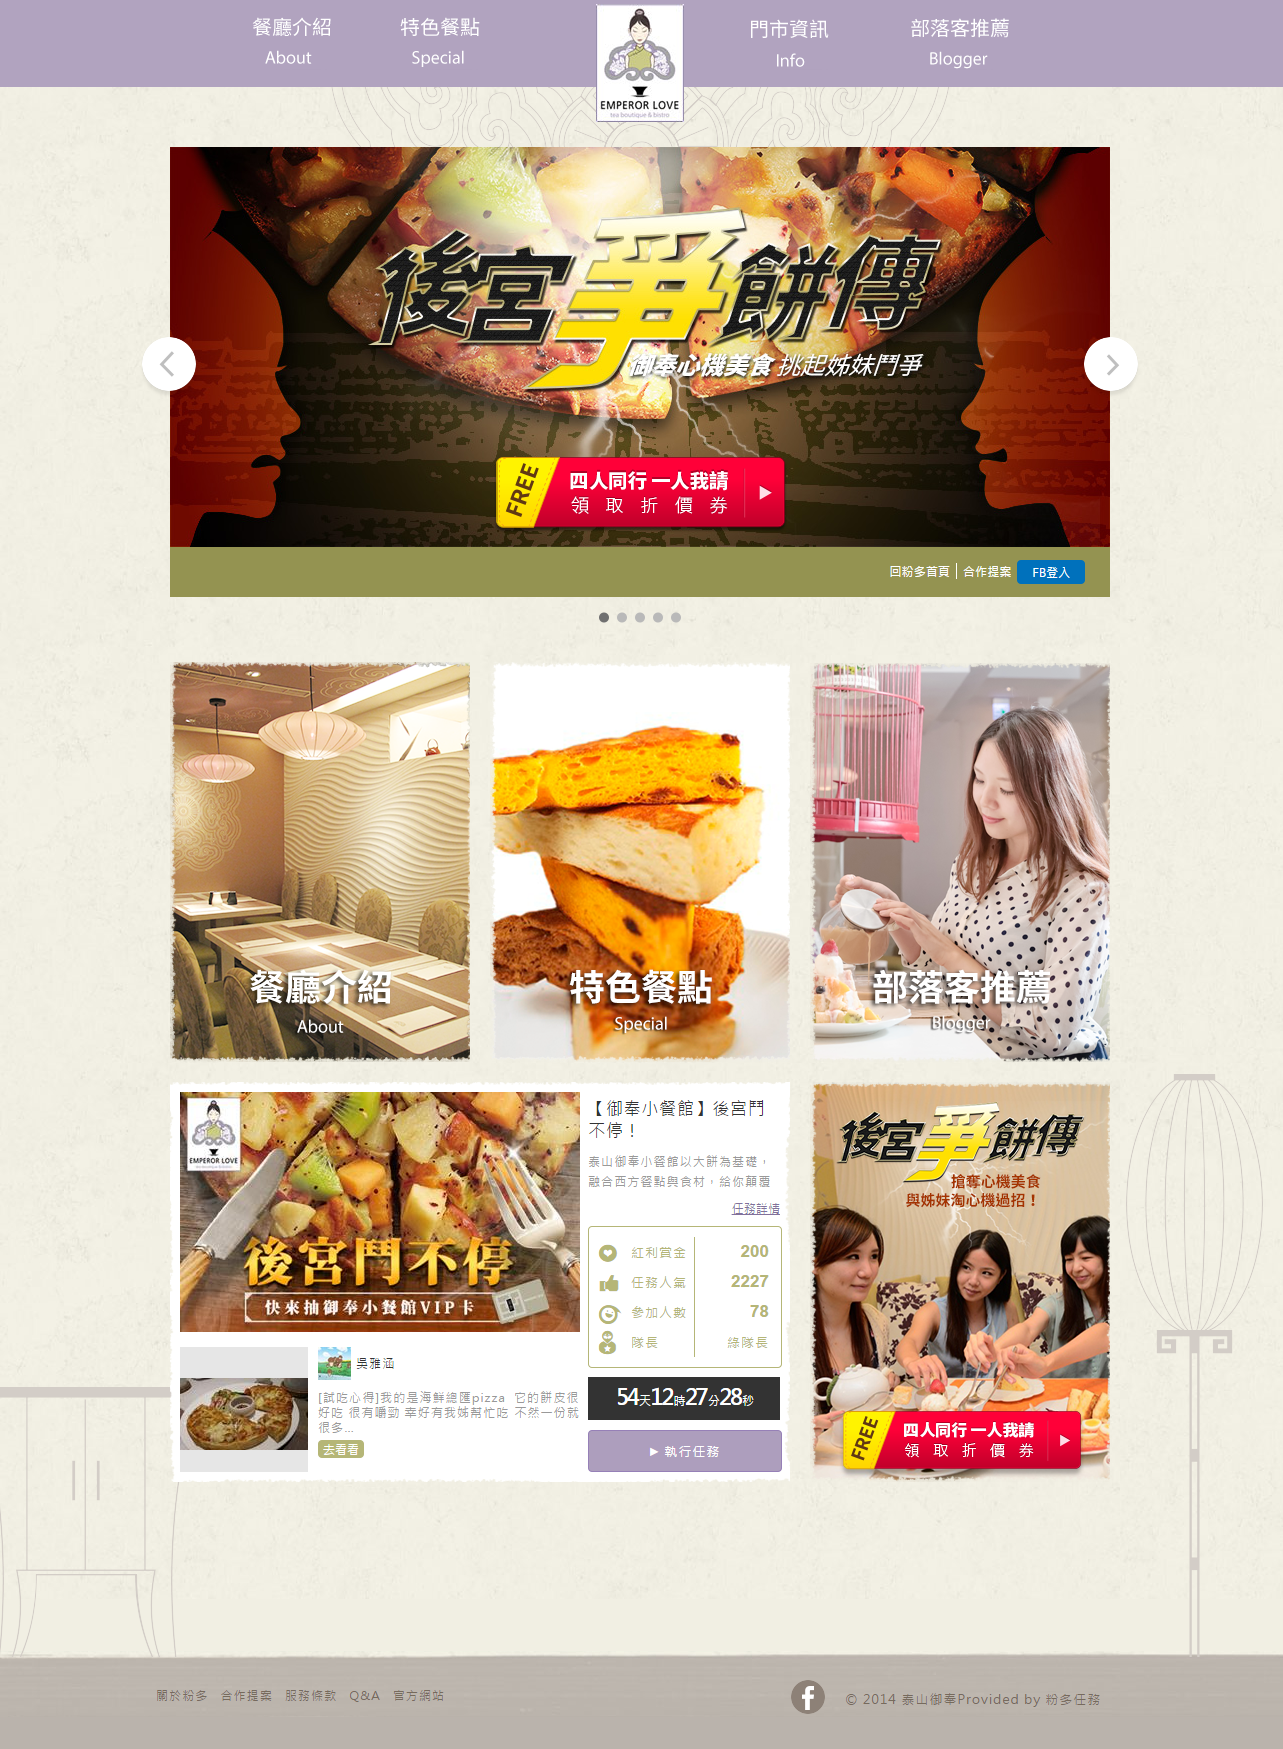 餐廳介紹
About
特色餐點
Special
EMPEROR LOVE
tea boutique & bistro
門市資訊
Info
部落客推薦
Blogger
後宮爭餅傳
御奉心機美食 挑起姊妹鬥爭
FREE
四人同行 一人我請
領取折價券
回粉多首頁
合作提案
FB登入
餐廳介紹
About
特色餐點
Special
部落客推薦
Blogger
EMPEROR LOVE
後宮鬥不停
快來抽御奉小餐館VIP卡
【御奉小餐館】後宮鬥
不停！
泰山御奉小餐館以大餅為基礎，
融合西方餐點與食材，給你顛覆
任務詳情
紅利賞金 200
任務人氣 2227
參加人數 78
隊長 綠隊長
54天12時27分28秒
執行任務
吳雅涵
[試吃心得]我的是海鮮總匯pizza 它的餅皮很
好吃 很有嚼勁 幸好有我姊幫忙吃 不然一份就
很多...
去看看
後宮爭餅傳
搶奪心機美食
與姊妹淘心機過招！
FREE
四人同行 一人我請
領取折價券
關於粉多 合作提案 服務條款 Q&A 官方網站
© 2014 泰山御奉Provided by 粉多任務